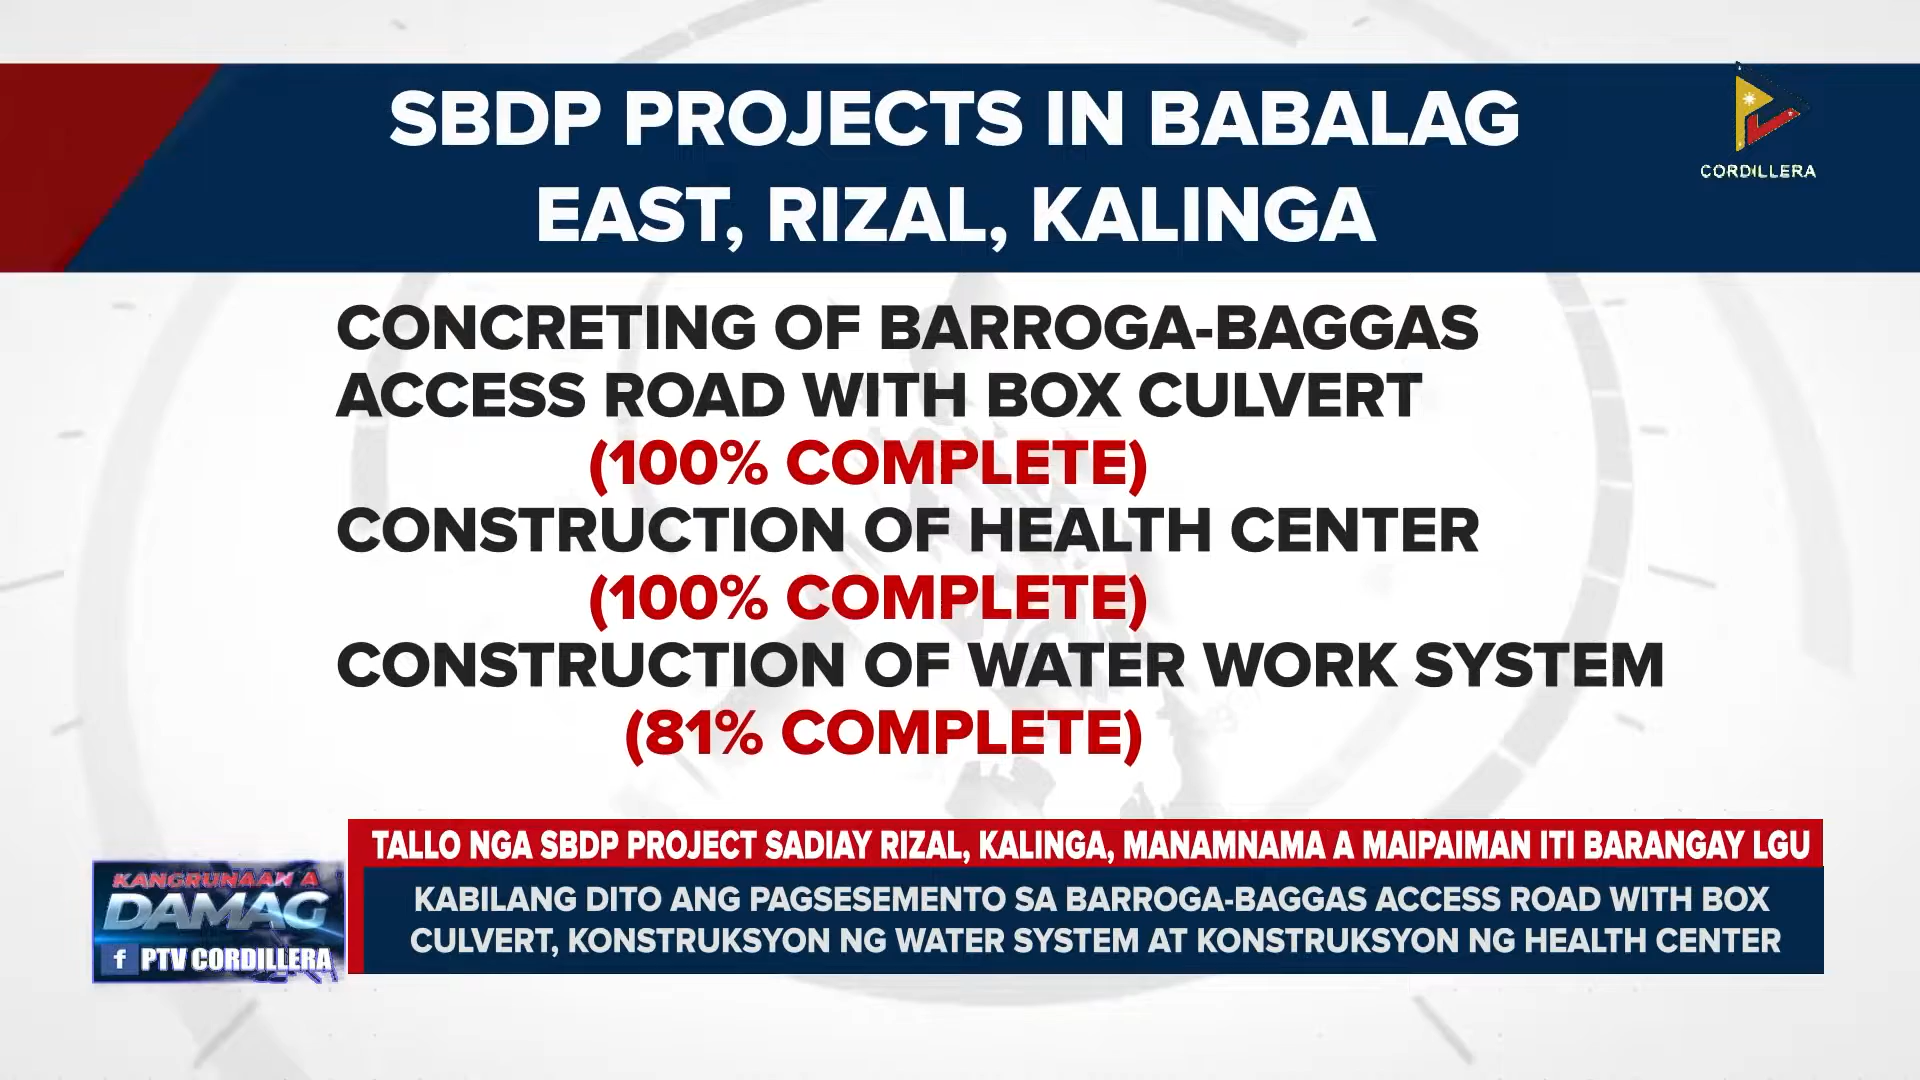 SBDP PROJECTS IN BABALAG
EAST, RIZAL, KALINGA
CORDILLERA
CONCRETING OF BARROGA-BAGGAS
ACCESS ROAD WITH BOX CULVERT
(100% COMPLETE)
CONSTRUCTION OF HEALTH CENTER
(100% COMPLETE)
CONSTRUCTION OF WATER WORK SYSTEM
(81% COMPLETE)
TALLO NGA SBDP PROJECT SADIAY RIZAL, KALINGA, MANAMNAMA A MAIPAIMAN ITI BARANGAY LGU
KANGRUNAAN A
DAMAG
f PTV CORDILLERA
KABILANG DITO ANG PAGSESEMENTO SA BARROGA-BAGGAS ACCESS ROAD WITH BOX
CULVERT, KONSTRUKSYON NG WATER SYSTEM AT KONSTRUKSYON NG HEALTH CENTER